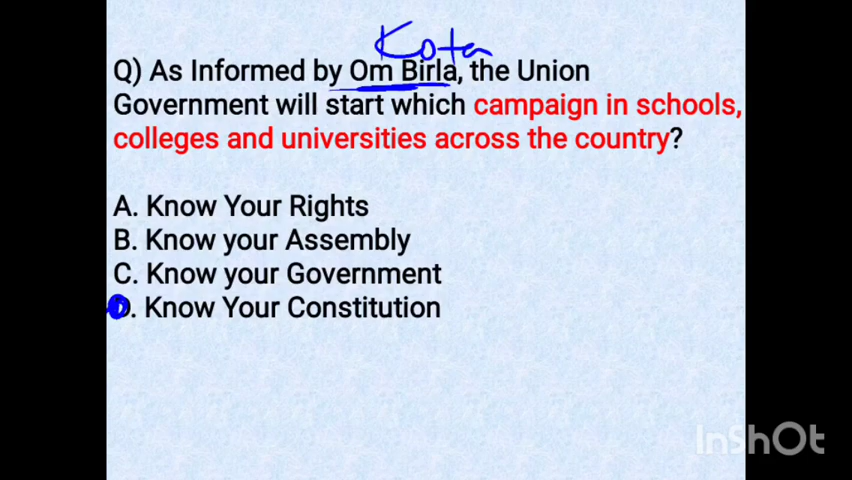 Kota
Q) As Informed by Om Birla, the Union
Government will start which campaign in schools,
colleges and universities across the country?
A. Know Your Rights
B. Know your Assembly
C. Know your Government
D. Know Your Constitution
InShOt